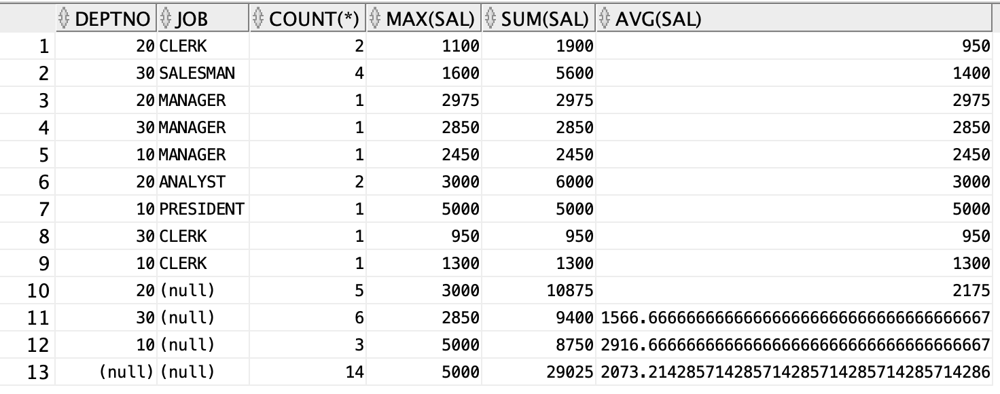 DEPTNO JOB COUNT(*) MAX(SAL) SUM(SAL) AVG(SAL)
1 20 CLERK 2 1100 1900 950
2 30 SALESMAN 4 1600 5600 1400
3 20 MANAGER 1 2975 2975 2975
4 30 MANAGER 1 2850 2850 2850
5 10 MANAGER 1 2450 2450 2450
6 20 ANALYST 2 3000 6000 3000
7 10 PRESIDENT 1 5000 5000 5000
8 30 CLERK 1 950 950 950
9 10 CLERK 1 1300 1300 1300
10 20 (null) 5 3000 10875 2175
11 30 (null) 6 2850 9400 1566.666666666666666666666666666666666667
12 10 (null) 3 5000 8750 2916.666666666666666666666666666666666667
13 (null) (null) 14 5000 29025 2073.214285714285714285714285714285714286